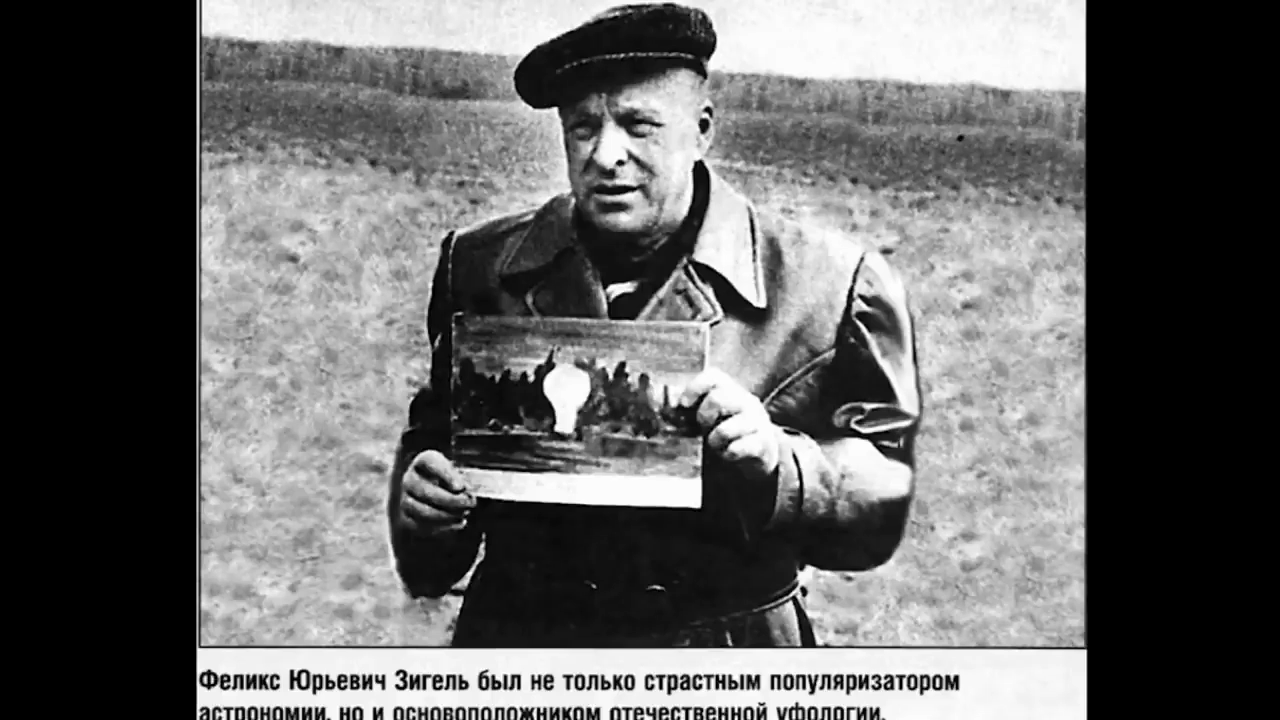 Феликс Юрьевич Зигель был не только страстным популяризатором
астрономии, но и основоположником отечественной уфологии.